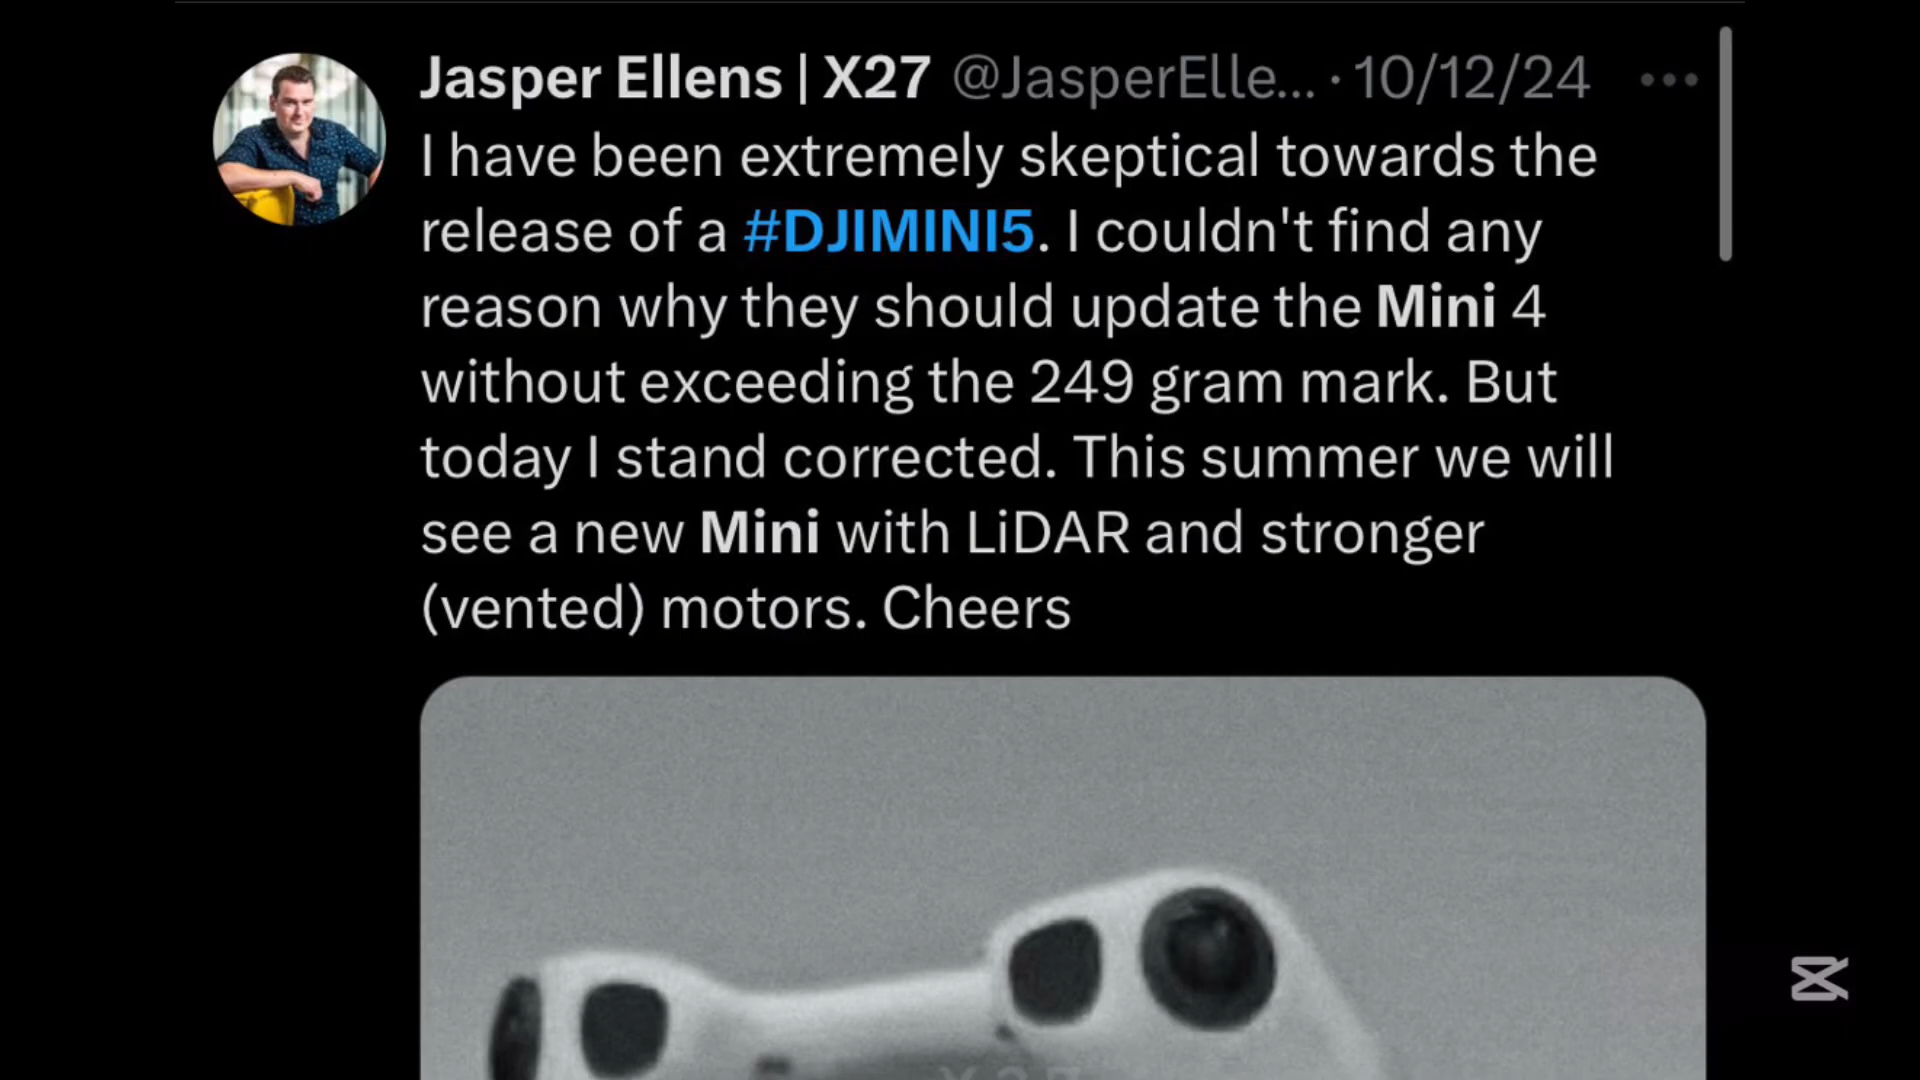 Jasper Ellens | X27 @JasperElle... · 10/12/24
I have been extremely skeptical towards the
release of a #DJIMINI5. I couldn't find any
reason why they should update the Mini 4
without exceeding the 249 gram mark. But
today I stand corrected. This summer we will
see a new Mini with LiDAR and stronger
(vented) motors. Cheers